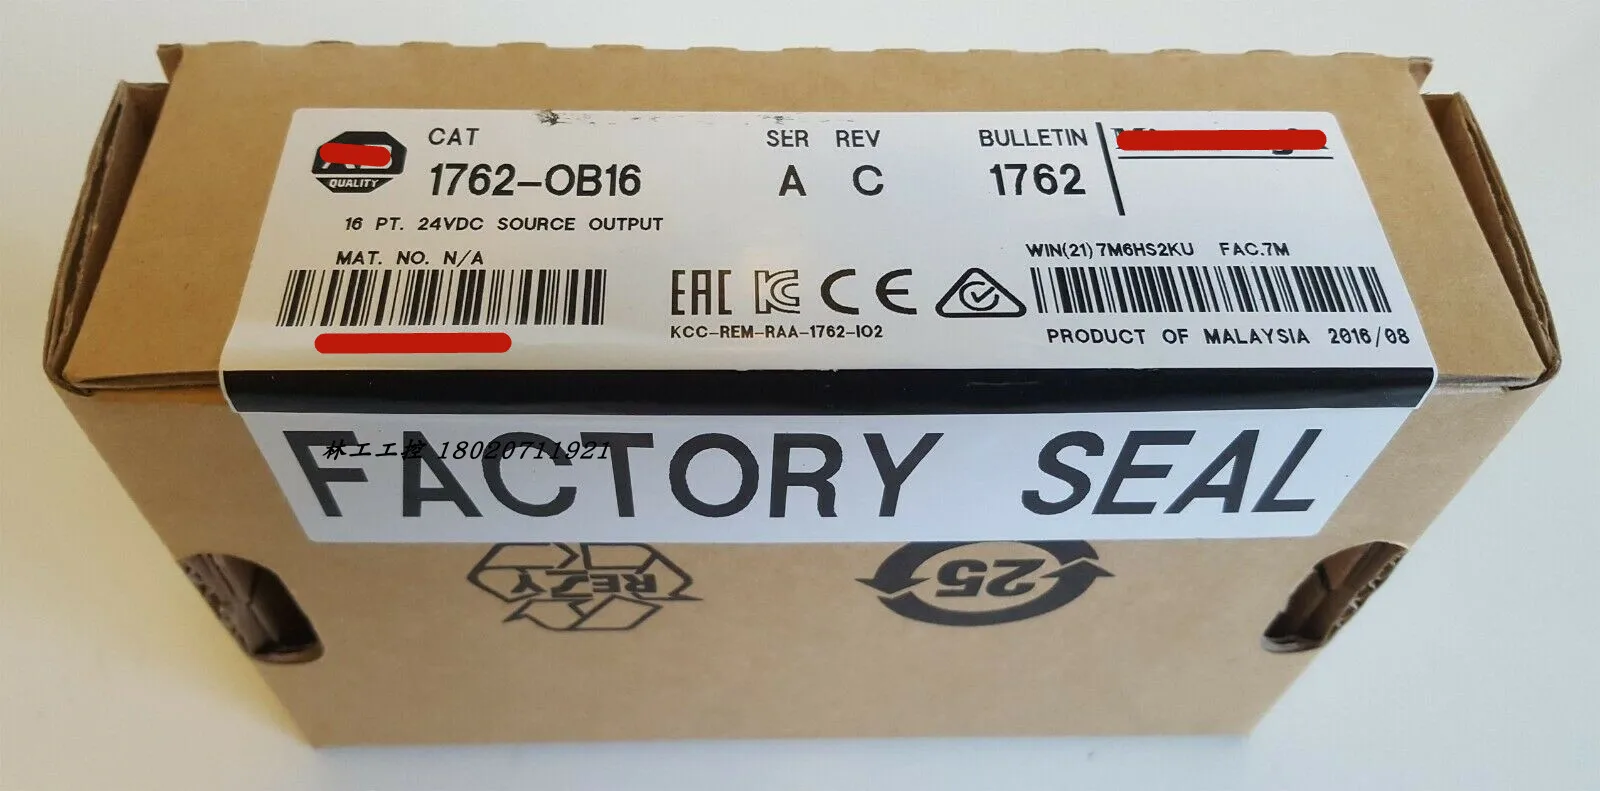 CAT
SER REV
BULLETIN
QUALITY
1762-OB16
A C
1762
16 PT. 24VDC SOURCE OUTPUT
MAT. NO. N/A
WIN(21) 7M6HS2KU FAC.7M
EAC KC CE
KCC-REM-RAA-1762-IO2
PRODUCT OF MALAYSIA 2016/08
林工工控 18020711921
FACTORY SEAL
REZY
25